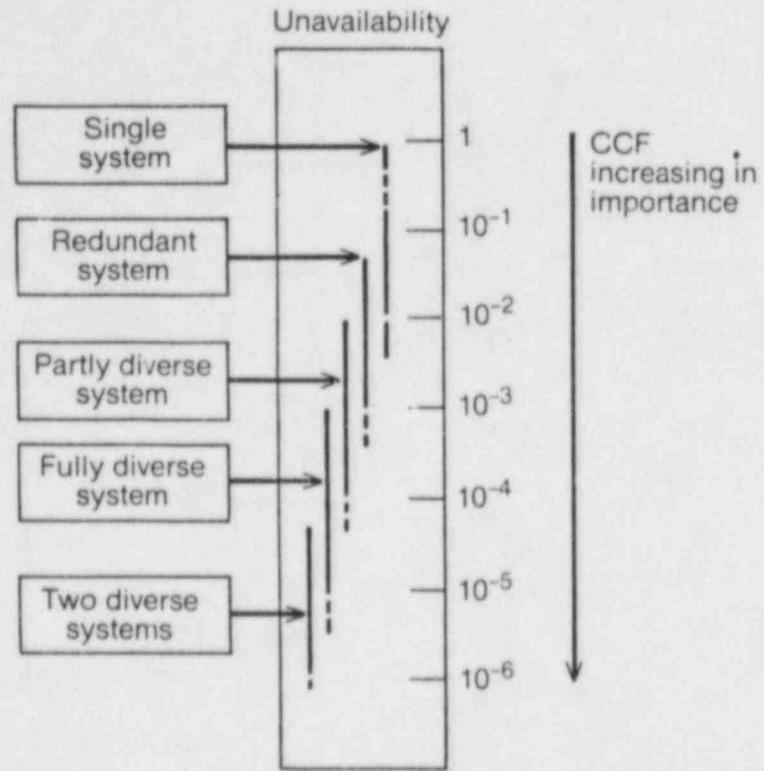 Unavailability
Single
system
Redundant
system
Partly diverse
system
Fully diverse
system
Two diverse
systems
1
10⁻¹
10⁻²
10⁻³
10⁻⁴
10⁻⁵
10⁻⁶
CCF
increasing in
importance